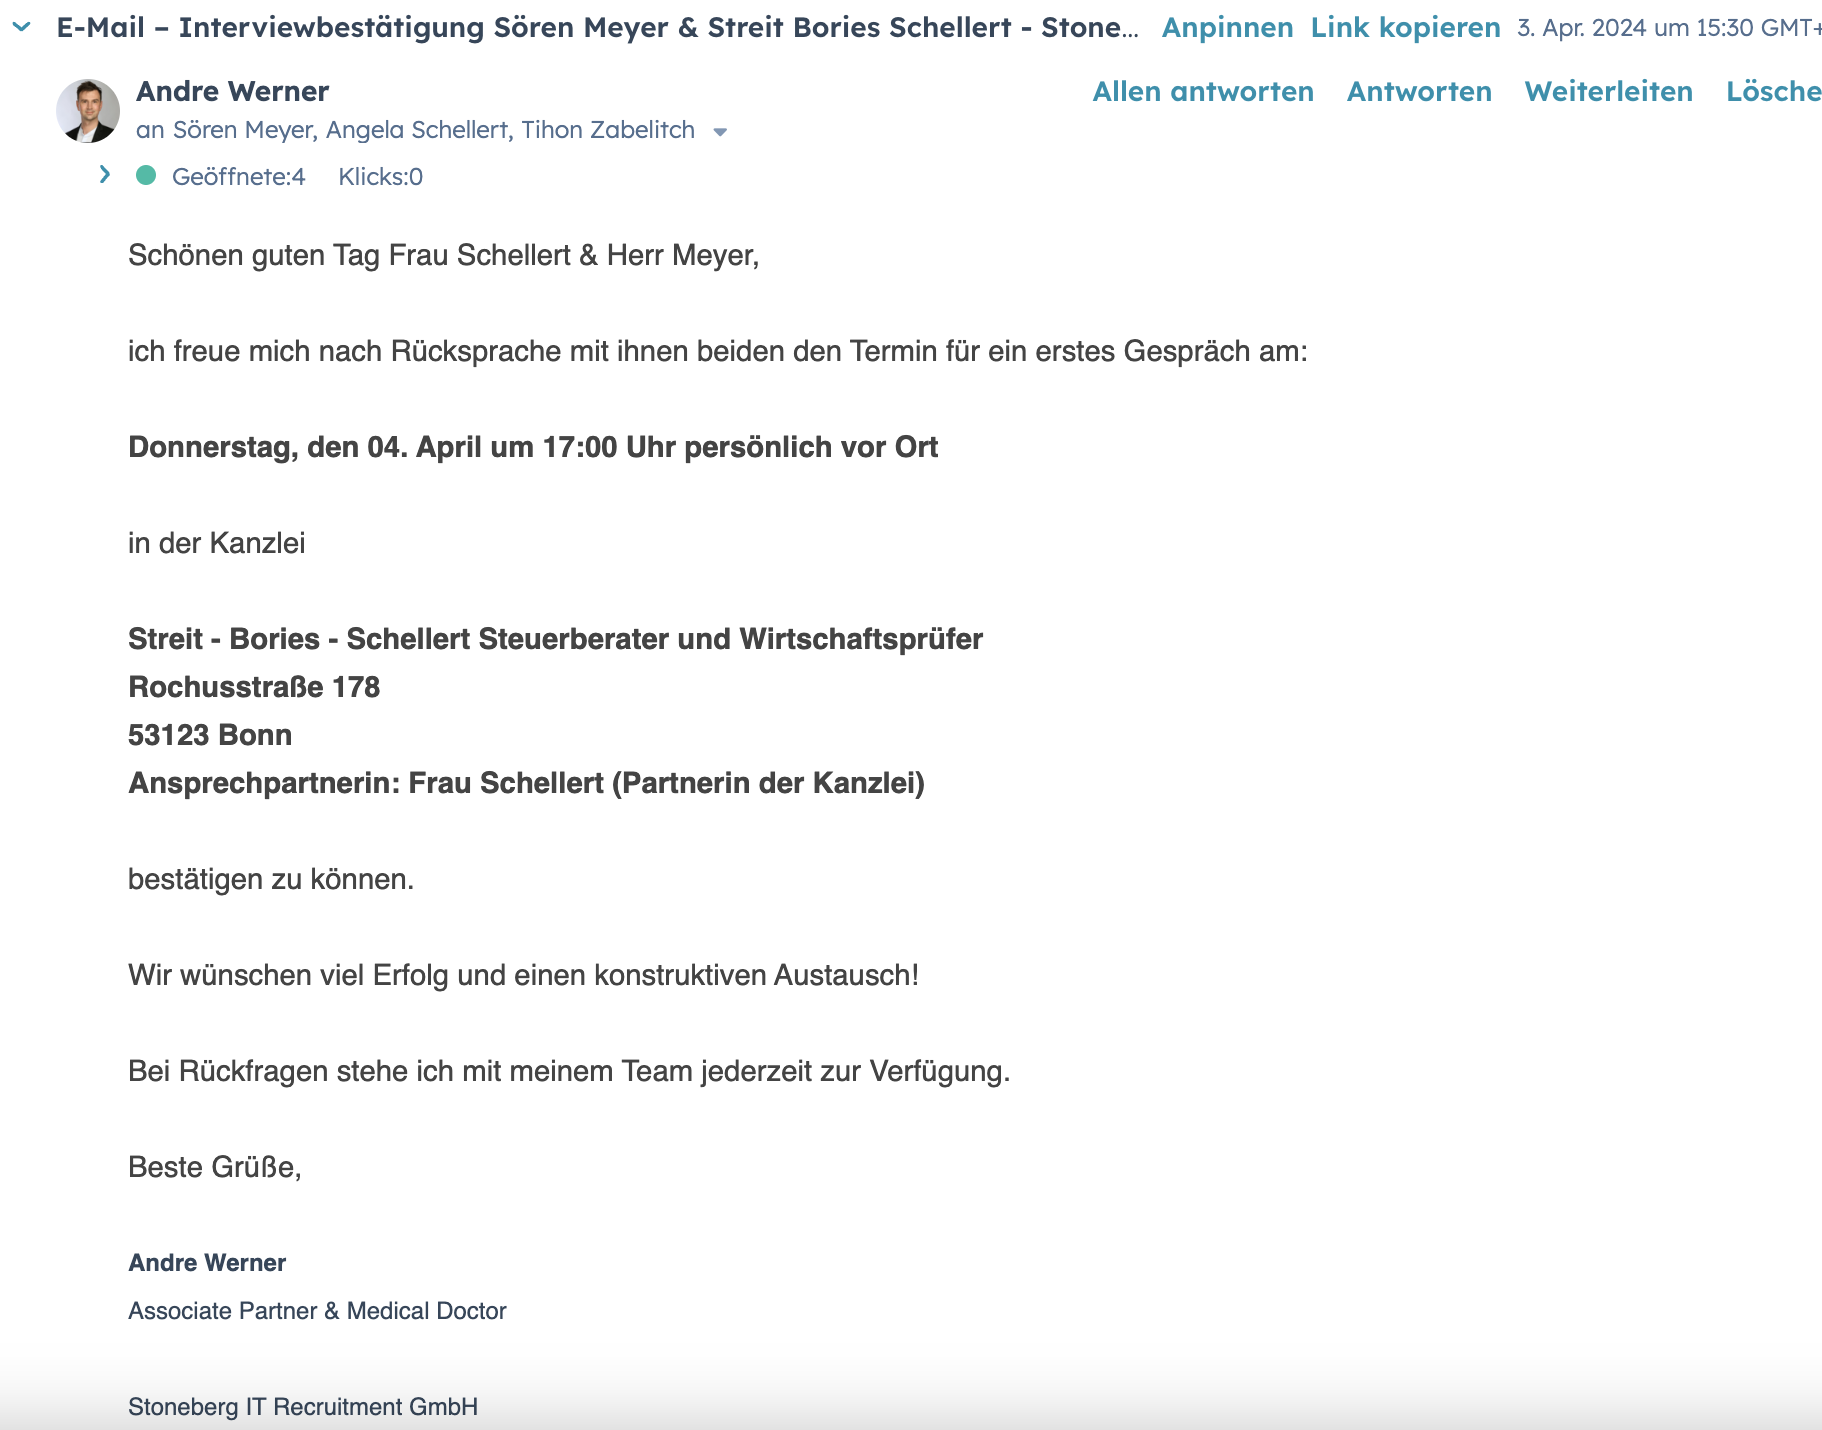 E-Mail – Interviewbestätigung Sören Meyer & Streit Bories Schellert - Stone... Anpinnen Link kopieren 3. Apr. 2024 um 15:30 GMT+
Andre Werner Allen antworten Antworten Weiterleiten Lösche
an Sören Meyer, Angela Schellert, Tihon Zabelitch
Geöffnete:4 Klicks:0
Schönen guten Tag Frau Schellert & Herr Meyer,
ich freue mich nach Rücksprache mit ihnen beiden den Termin für ein erstes Gespräch am:
Donnerstag, den 04. April um 17:00 Uhr persönlich vor Ort
in der Kanzlei
Streit - Bories - Schellert Steuerberater und Wirtschaftsprüfer
Rochusstraße 178
53123 Bonn
Ansprechpartnerin: Frau Schellert (Partnerin der Kanzlei)
bestätigen zu können.
Wir wünschen viel Erfolg und einen konstruktiven Austausch!
Bei Rückfragen stehe ich mit meinem Team jederzeit zur Verfügung.
Beste Grüße,
Andre Werner
Associate Partner & Medical Doctor
Stoneberg IT Recruitment GmbH